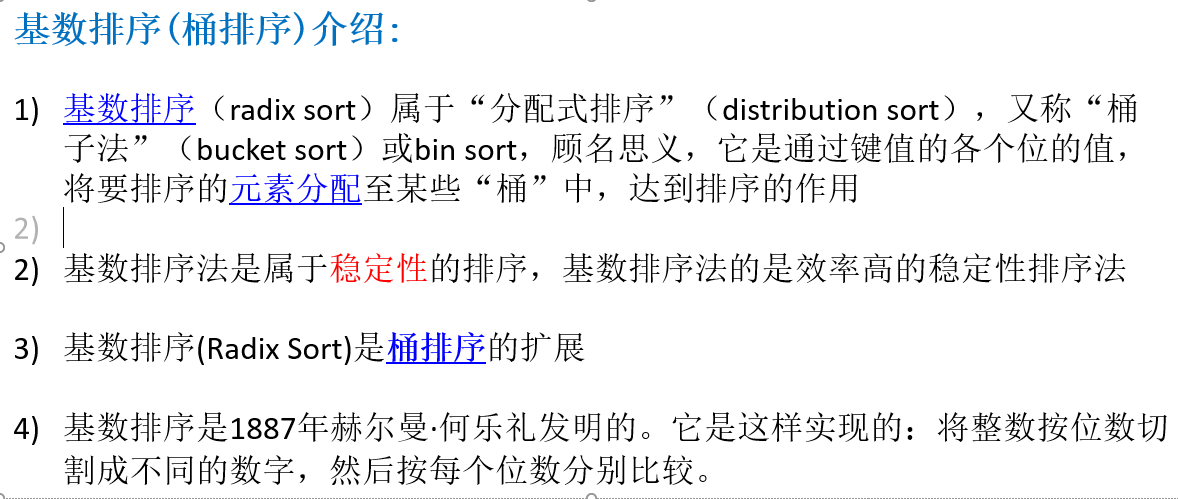 基数排序(桶排序)介绍:
1) 基数排序（radix sort）属于“分配式排序”（distribution sort），又称“桶
子法”（bucket sort）或bin sort，顾名思义，它是通过键值的各个位的值，
将要排序的元素分配至某些“桶”中，达到排序的作用
2)
2) 基数排序法是属于稳定性的排序，基数排序法的是效率高的稳定性排序法
3) 基数排序(Radix Sort)是桶排序的扩展
4) 基数排序是1887年赫尔曼·何乐礼发明的。它是这样实现的：将整数按位数切
割成不同的数字，然后按每个位数分别比较。